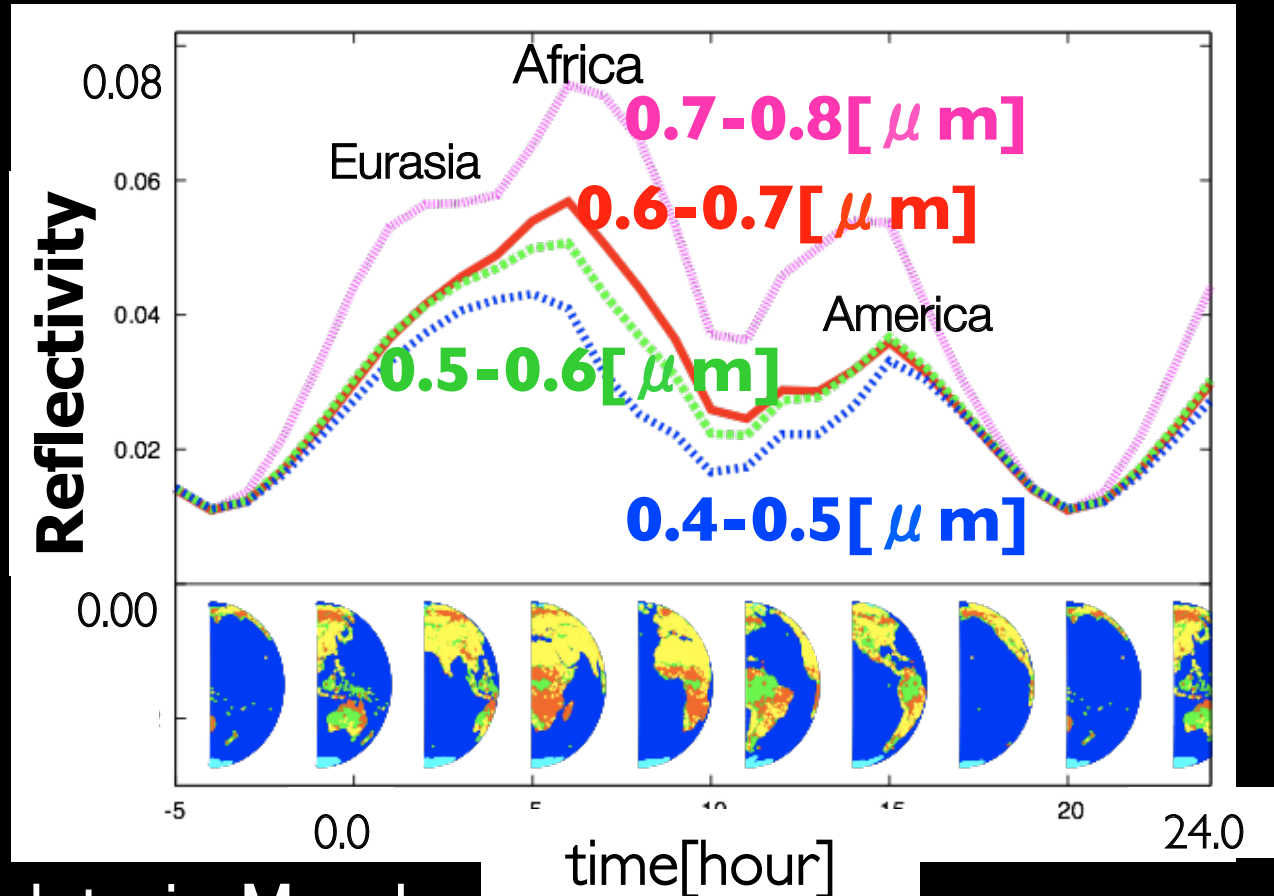 0.08
Africa
0.7-0.8[μm]
Eurasia
0.06
0.6-0.7[μm]
Reflectivity
0.04
America
0.5-0.6[μm]
0.02
0.4-0.5[μm]
0.00
-5
5
10
15
20
0.0
24.0
time[hour]